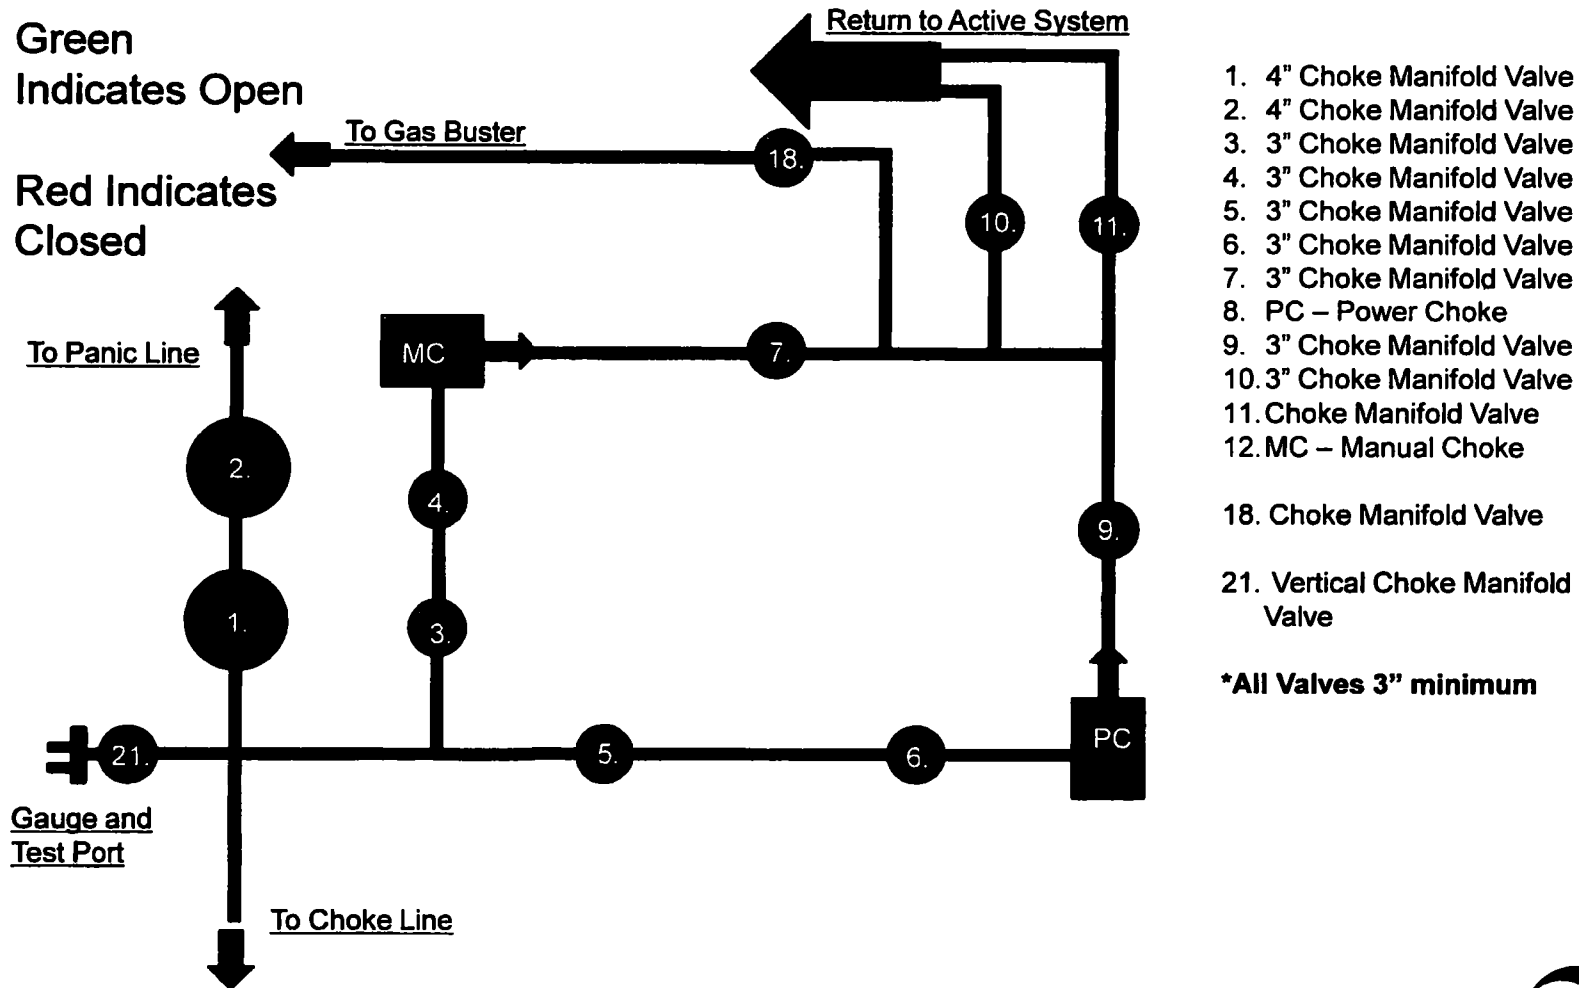 Green
Indicates Open
Red Indicates
Closed
Return to Active System
To Gas Buster
18.
10.
11.
To Panic Line
MC
7.
2.
4.
9.
1.
3.
21.
5.
6.
PC
Gauge and
Test Port
To Choke Line
1. 4" Choke Manifold Valve
2. 4" Choke Manifold Valve
3. 3" Choke Manifold Valve
4. 3" Choke Manifold Valve
5. 3" Choke Manifold Valve
6. 3" Choke Manifold Valve
7. 3" Choke Manifold Valve
8. PC – Power Choke
9. 3" Choke Manifold Valve
10. 3" Choke Manifold Valve
11. Choke Manifold Valve
12. MC – Manual Choke
18. Choke Manifold Valve
21. Vertical Choke Manifold
Valve
*All Valves 3" minimum